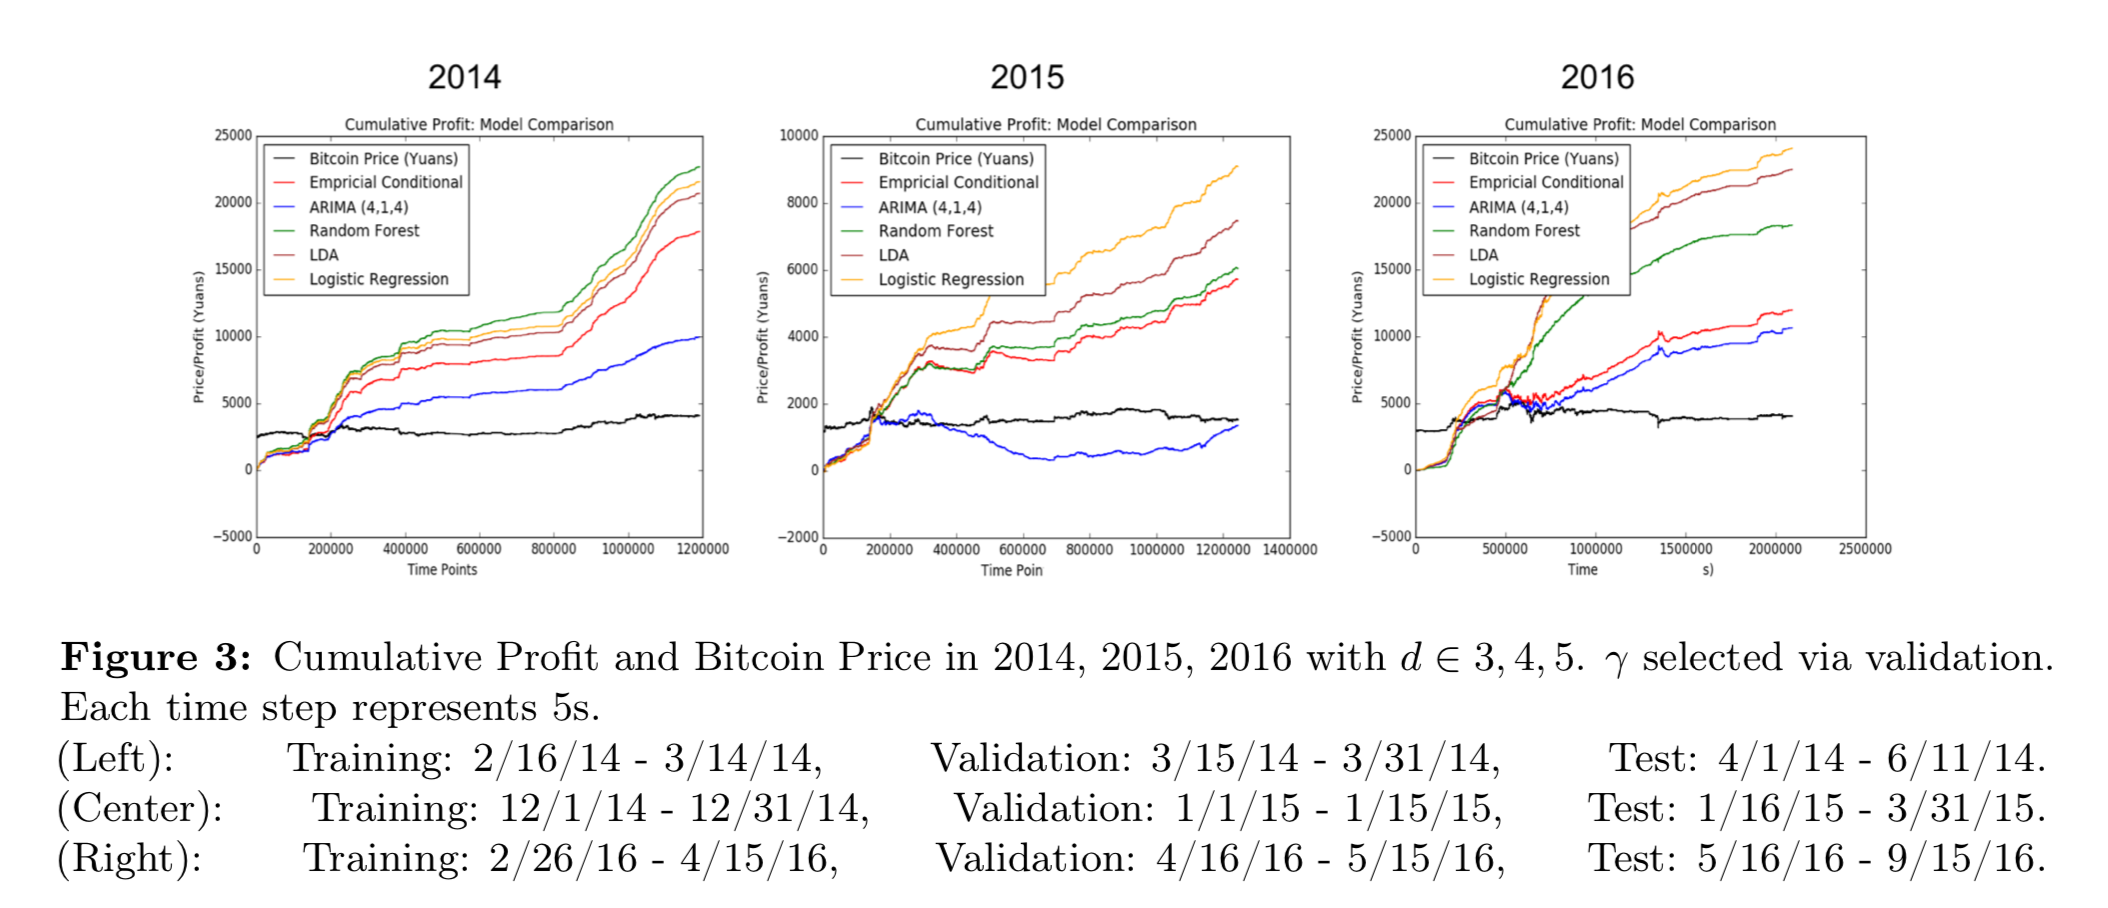 2014
2015
2016
Cumulative Profit: Model Comparison
25000
20000
15000
10000
5000
0
−5000
Price/Profit (Yuans)
Bitcoin Price (Yuans)
Empricial Conditional
ARIMA (4,1,4)
Random Forest
LDA
Logistic Regression
0 200000 400000 600000 800000 1000000 1200000
Time Points
Cumulative Profit: Model Comparison
10000
8000
6000
4000
2000
0
−2000
Price/Profit (Yuans)
Bitcoin Price (Yuans)
Empricial Conditional
ARIMA (4,1,4)
Random Forest
LDA
Logistic Regression
0 200000 400000 600000 800000 1000000 1200000 1400000
Time Poin
Cumulative Profit: Model Comparison
25000
20000
15000
10000
5000
0
−5000
Price/Profit (Yuans)
Bitcoin Price (Yuans)
Empricial Conditional
ARIMA (4,1,4)
Random Forest
LDA
Logistic Regression
0 500000 1000000 1500000 2000000 2500000
Time s)
Figure 3: Cumulative Profit and Bitcoin Price in 2014, 2015, 2016 with d ∈ 3, 4, 5. γ selected via validation.
Each time step represents 5s.
(Left): Training: 2/16/14 - 3/14/14, Validation: 3/15/14 - 3/31/14, Test: 4/1/14 - 6/11/14.
(Center): Training: 12/1/14 - 12/31/14, Validation: 1/1/15 - 1/15/15, Test: 1/16/15 - 3/31/15.
(Right): Training: 2/26/16 - 4/15/16, Validation: 4/16/16 - 5/15/16, Test: 5/16/16 - 9/15/16.